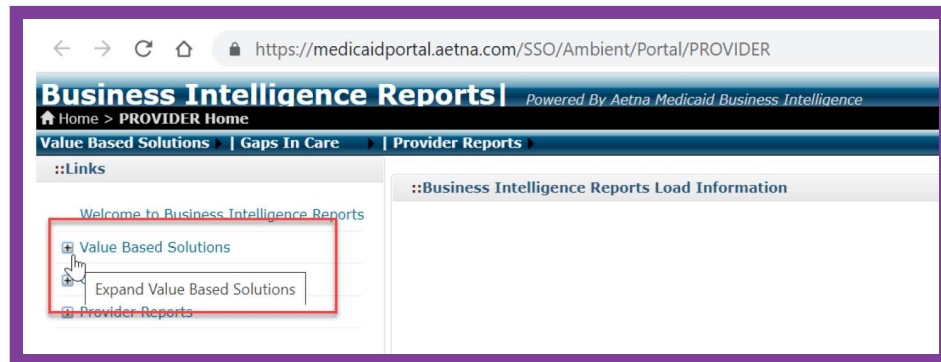 https://medicaidportal.aetna.com/SSO/Ambient/Portal/PROVIDER
Business Intelligence Reports| Powered By Aetna Medicaid Business Intelligence
Home > PROVIDER Home
Value Based Solutions | Gaps In Care | Provider Reports
::Links
::Business Intelligence Reports Load Information
Welcome to Business Intelligence Reports
Value Based Solutions
Expand Value Based Solutions
Provider Reports